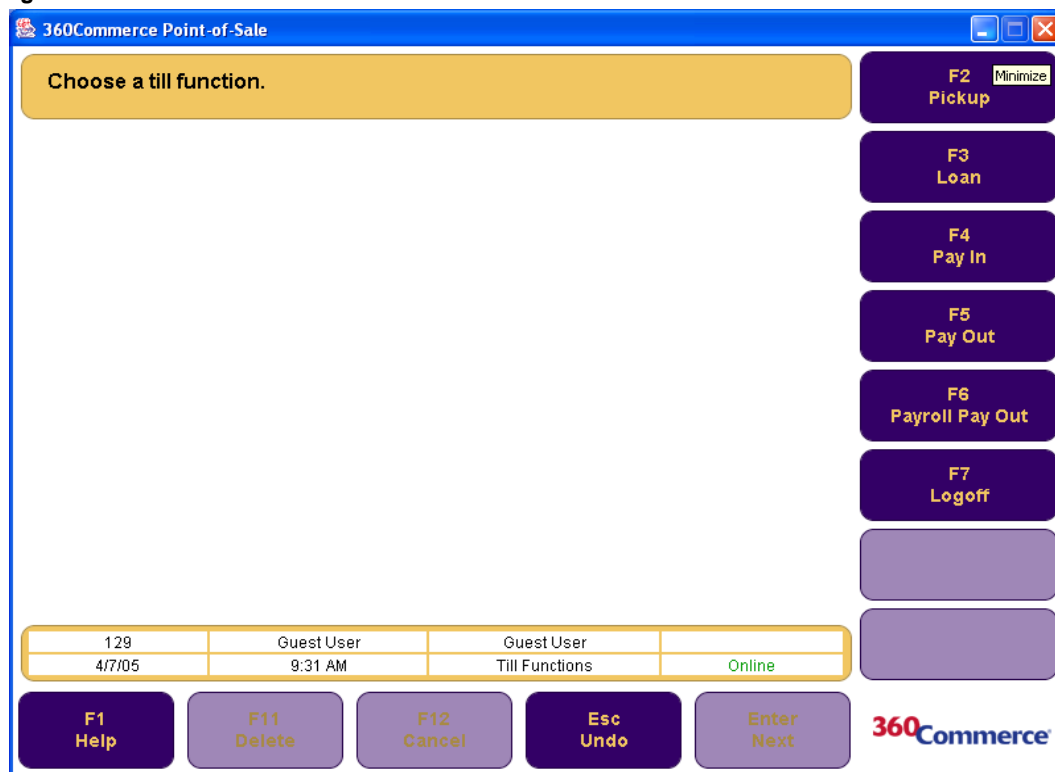 360Commerce Point-of-Sale
Choose a till function.
F2
Pickup
Minimize
F3
Loan
F4
Pay In
F5
Pay Out
F6
Payroll Pay Out
F7
Logoff
129 Guest User Guest User
4/7/05 9:31 AM Till Functions Online
F1
Help
F11
Delete
F12
Cancel
Esc
Undo
Enter
Next
360Commerce